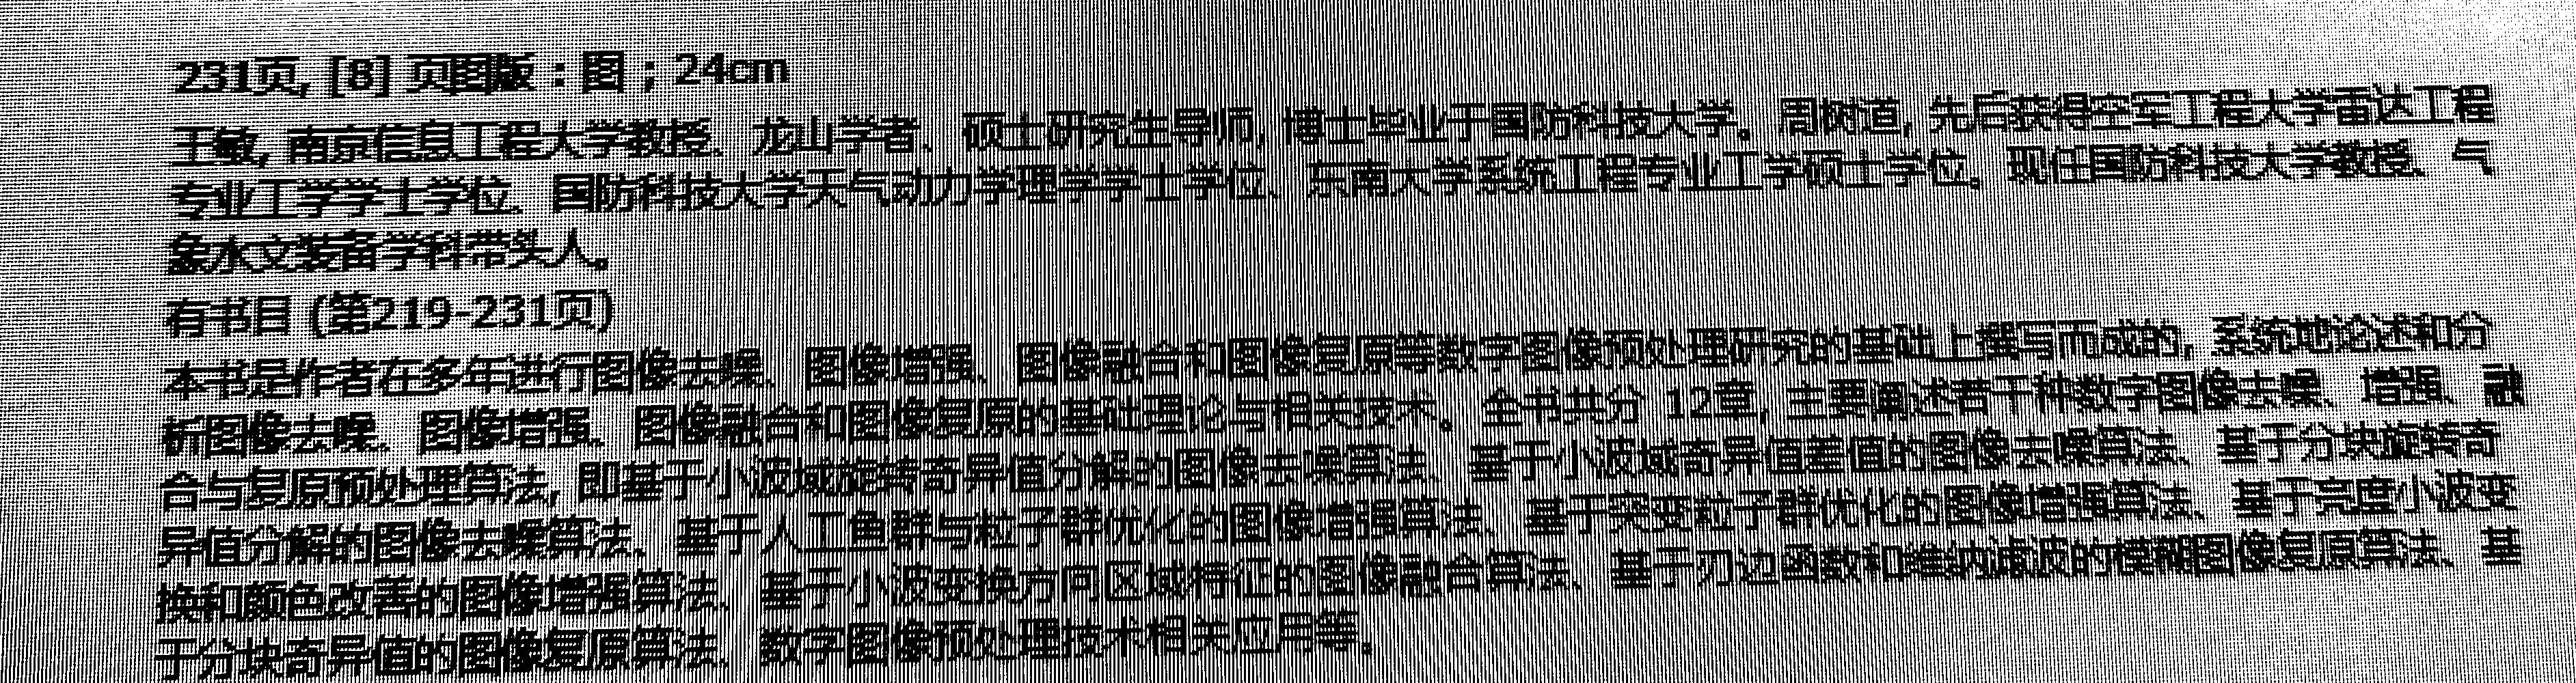 231页, [8] 页图版 : 图 ; 24cm
王敏, 南京信息工程大学教授、龙山学者、硕士研究生导师, 博士毕业于国防科技大学。周树道, 先后获得空军工程大学雷达工程
专业工学学士学位、国防科技大学天气动力学理学学士学位、东南大学系统工程专业工学硕士学位。现任国防科技大学教授、气
象水文装备学科带头人。
有书目 (第219-231页)
本书是作者在多年进行图像去噪、图像增强、图像融合和图像复原等数字图像预处理研究的基础上撰写而成的, 系统地论述和分
析图像去噪、图像增强、图像融合和图像复原的基础理论与相关技术。全书共分 12章, 主要阐述若干种数字图像去噪、增强、融
合与复原预处理算法, 即基于小波域旋转奇异值分解的图像去噪算法、基于小波域奇异值差值的图像去噪算法、基于分块旋转奇
异值分解的图像去噪算法、基于人工鱼群与粒子群优化的图像增强算法、基于突变粒子群优化的图像增强算法、基于亮度小波变
换和颜色改善的图像增强算法、基于小波变换方向区域特征的图像融合算法、基于刃边函数和维纳滤波的模糊图像复原算法、基
于分块奇异值的图像复原算法、数字图像预处理技术相关应用等。